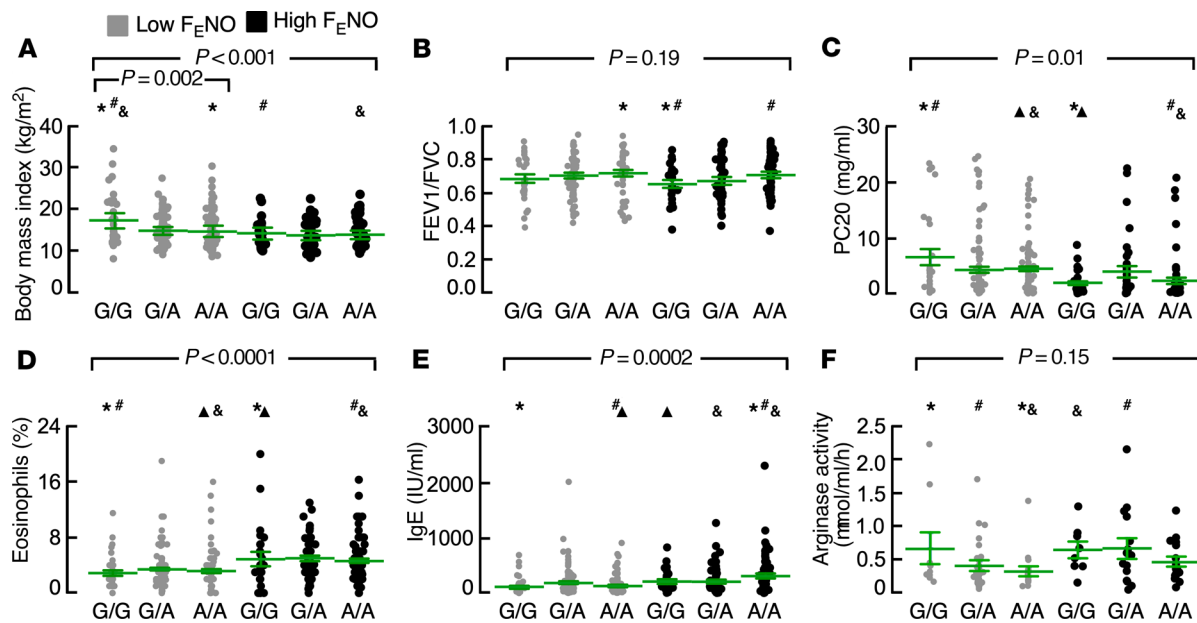 Low FENO High FENO
A
P < 0.001
P = 0.002
* # & * # &
Body mass index (kg/m²)
40
30
20
10
0
G/G G/A A/A G/G G/A A/A
B
P = 0.19
* * # #
FEV1/FVC
1.0
0.8
0.6
0.4
0.2
0.0
G/G G/A A/A G/G G/A A/A
C
P = 0.01
* # ▲ & * ▲ # &
PC20 (mg/ml)
30
20
10
0
G/G G/A A/A G/G G/A A/A
D
P < 0.0001
* # ▲ & * ▲ # &
Eosinophils (%)
24
16
8
0
G/G G/A A/A G/G G/A A/A
E
P = 0.0002
* # ▲ ▲ & * # &
IgE (IU/ml)
3000
2000
1000
0
G/G G/A A/A G/G G/A A/A
F
P = 0.15
* # * & & #
Arginase activity
(mmol/ml/h)
2.5
2.0
1.5
1.0
0.5
0
G/G G/A A/A G/G G/A A/A